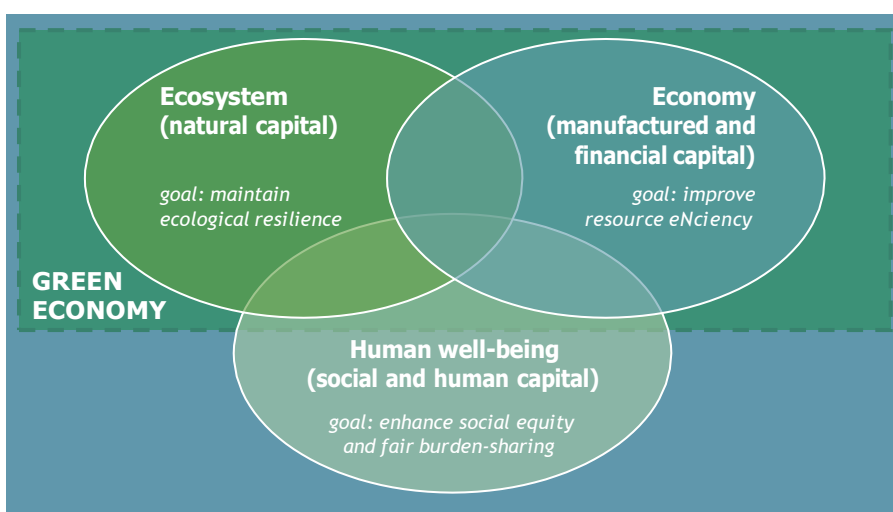 Ecosystem
(natural capital)
goal: maintain
ecological resilience
Economy
(manufactured and
financial capital)
goal: improve
resource eNciency
GREEN
ECONOMY
Human well-being
(social and human capital)
goal: enhance social equity
and fair burden-sharing